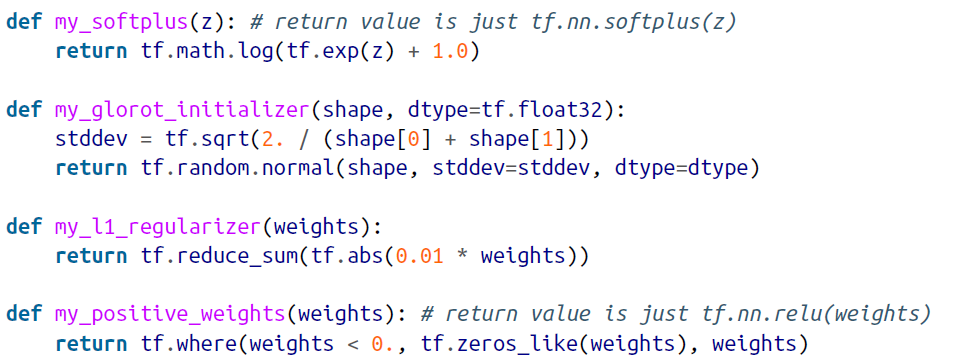 def my_softplus(z): # return value is just tf.nn.softplus(z)
    return tf.math.log(tf.exp(z) + 1.0)

def my_glorot_initializer(shape, dtype=tf.float32):
    stddev = tf.sqrt(2. / (shape[0] + shape[1]))
    return tf.random.normal(shape, stddev=stddev, dtype=dtype)

def my_l1_regularizer(weights):
    return tf.reduce_sum(tf.abs(0.01 * weights))

def my_positive_weights(weights): # return value is just tf.nn.relu(weights)
    return tf.where(weights < 0., tf.zeros_like(weights), weights)